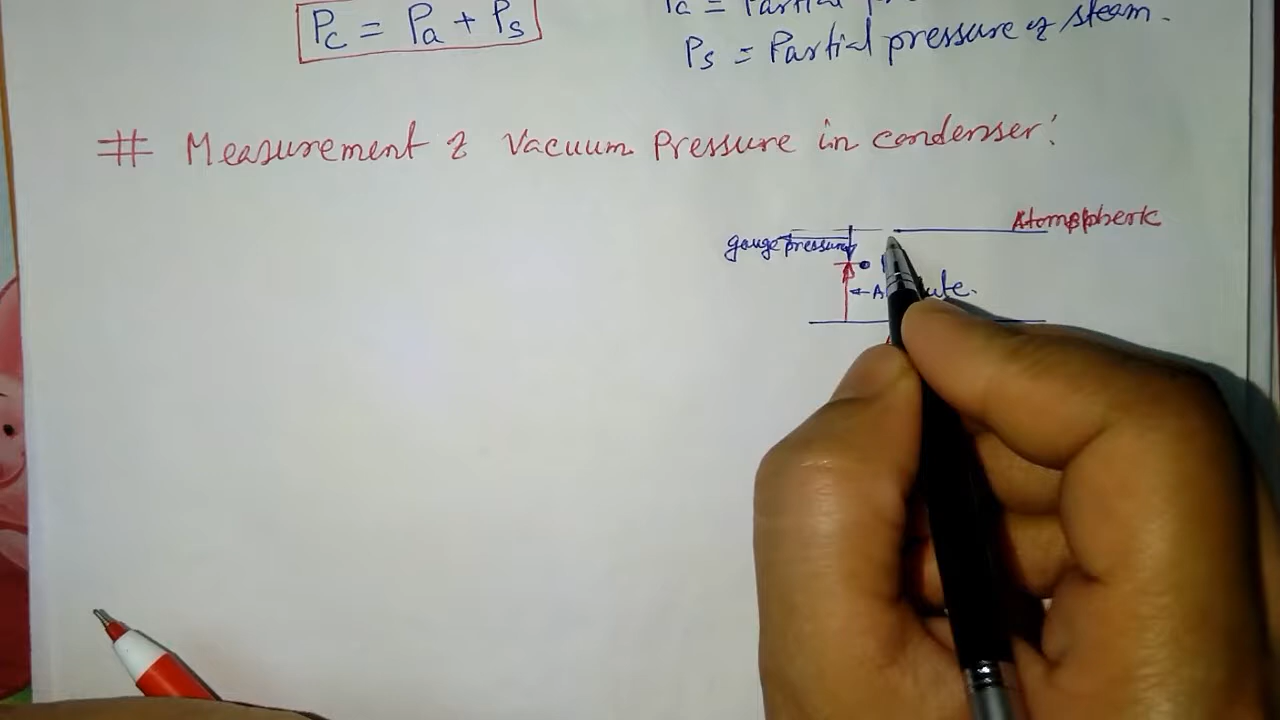 Pc = Pa + Ps
Ps = Partial pressure of steam.
# Measurement of Vacuum Pressure in condenser:
Atomspheric
gauge pressure